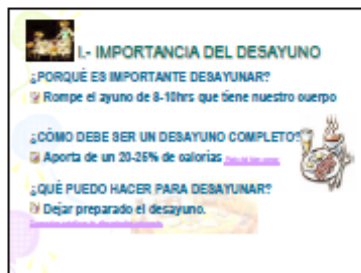 I.- IMPORTANCIA DEL DESAYUNO
¿PORQUÉ ES IMPORTANTE DESAYUNAR?
Rompe el ayuno de 8-10hrs que tiene nuestro cuerpo
¿CÓMO DEBE SER UN DESAYUNO COMPLETO?
Aporta de un 20-25% de calorias
¿QUÉ PUEDO HACER PARA DESAYUNAR?
Dejar preparado el desayuno.